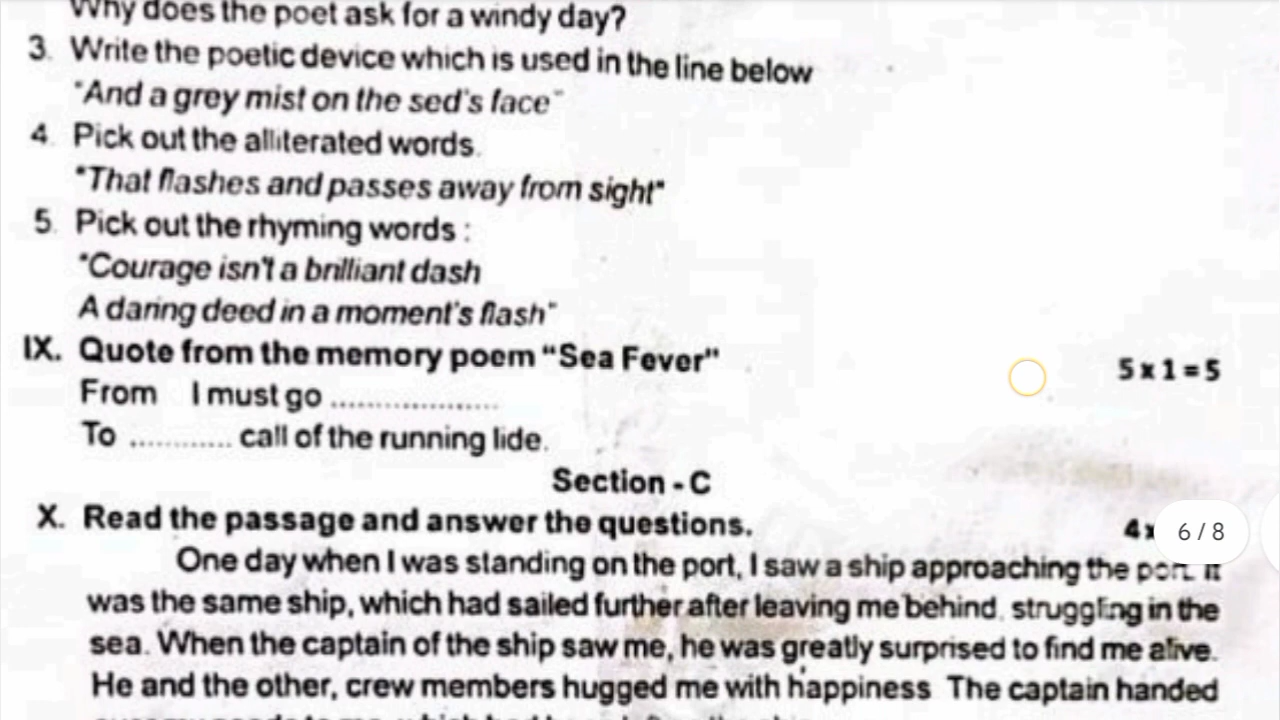 Why does the poet ask for a windy day?
3. Write the poetic device which is used in the line below
"And a grey mist on the sed's face"
4. Pick out the alliterated words.
"That flashes and passes away from sight"
5. Pick out the rhyming words :
"Courage isn't a brilliant dash
A daring deed in a moment's flash"
IX. Quote from the memory poem "Sea Fever" 5 x 1 = 5
From I must go ...................
To ............ call of the running lide.
Section - C
X. Read the passage and answer the questions. 4x
6 / 8
One day when I was standing on the port, I saw a ship approaching the port. It
was the same ship, which had sailed further after leaving me behind, struggling in the
sea. When the captain of the ship saw me, he was greatly surprised to find me alive.
He and the other, crew members hugged me with happiness The captain handed